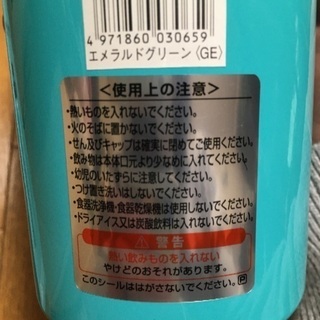 4971860 030659
エメラルドグリーン〈GE〉
〈使用上の注意〉
・熱いものを入れないでください。
・火のそばに置かないでください。
・せん及びキャップは確実に閉めてご使用ください。
・飲み物は本体口元より少なめに入れてください。
・幼児のいたずらに注意してください。
・つけ置き洗いはしないでください。
・食器洗浄機・食器乾燥機は使用しないでください。
・ドライアイス又は炭酸飲料は入れないでください。
警告
熱い飲みものを入れない
やけどのおそれがあります。
このシールははがさないでください。